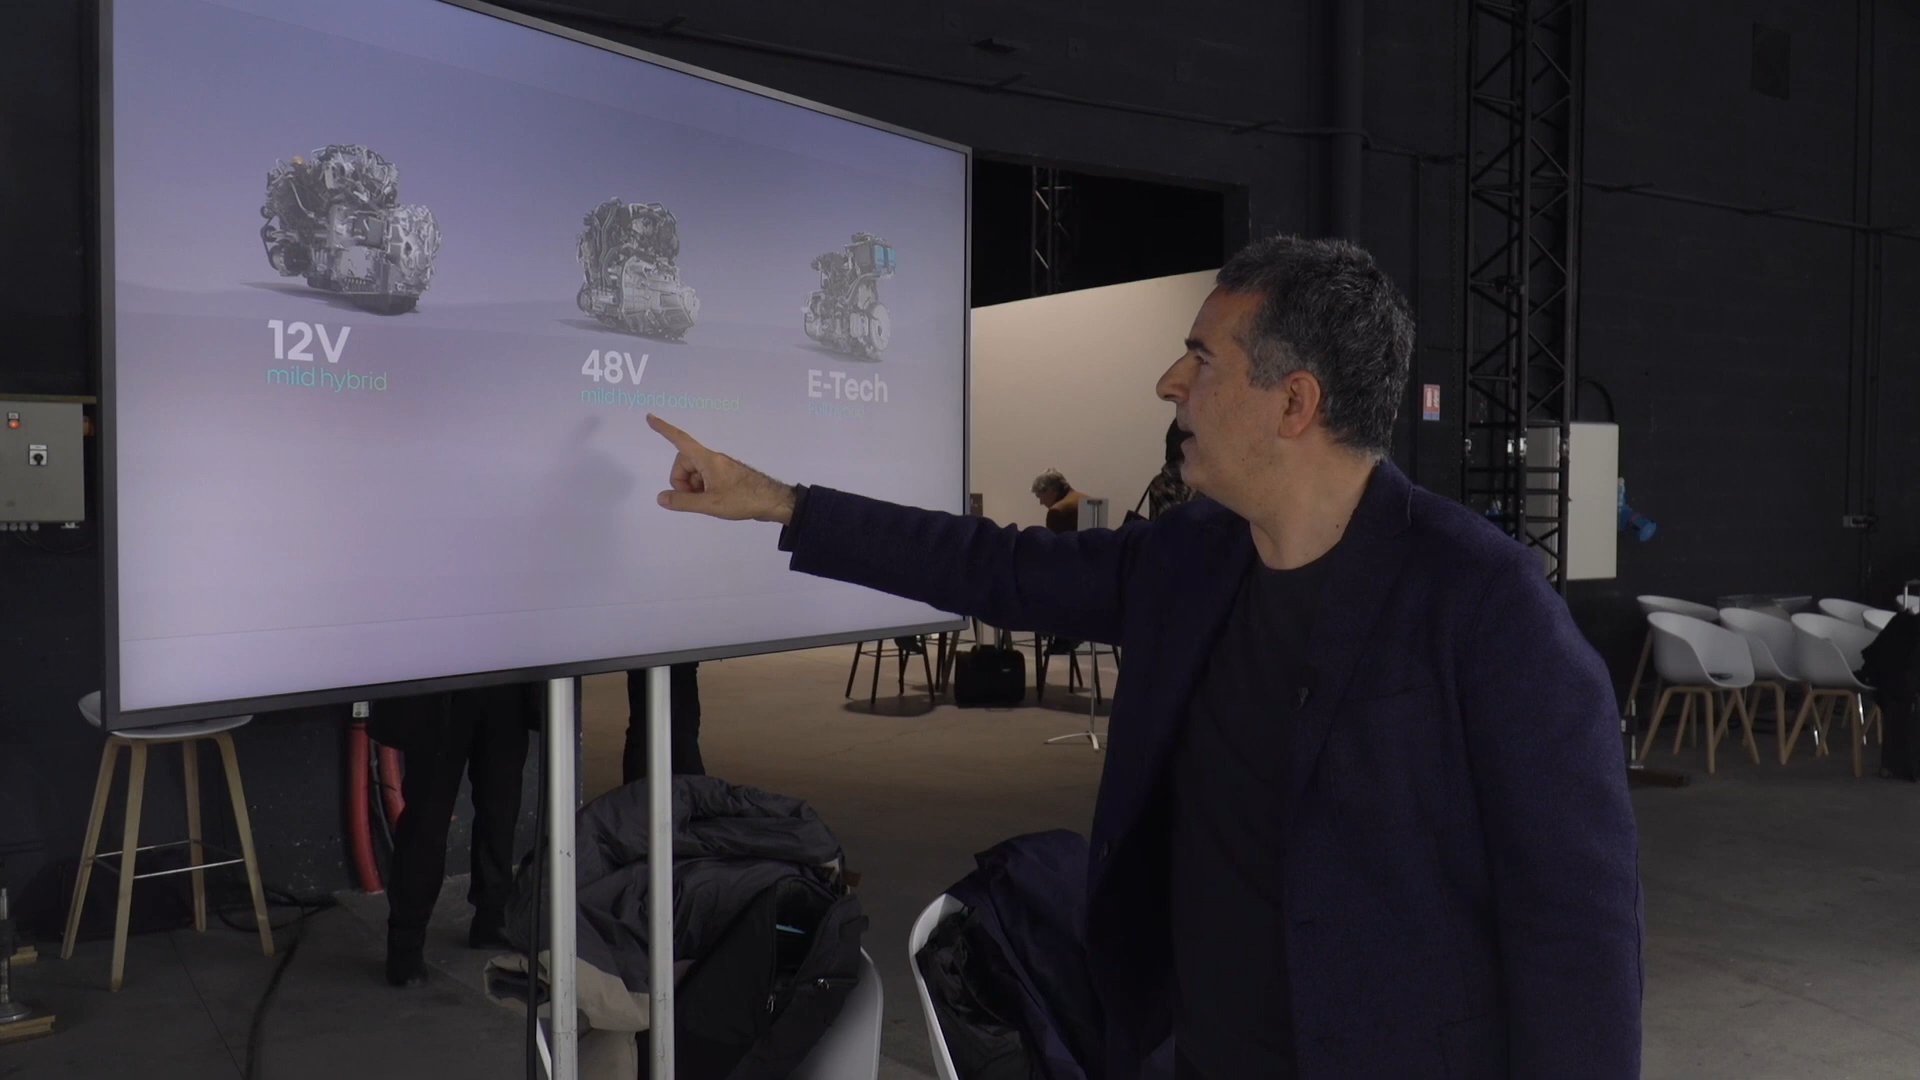 12V
mild hybrid
48V
mild hybrid advanced
E-Tech